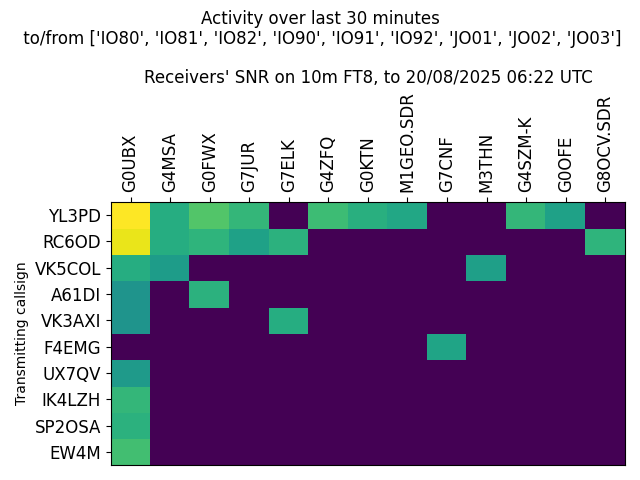 Activity over last 30 minutes
to/from ['IO80', 'IO81', 'IO82', 'IO90', 'IO91', 'IO92', 'JO01', 'JO02', 'JO03']
Receivers' SNR on 10m FT8, to 20/08/2025 06:22 UTC
G0UBX
G4MSA
G0FWX
G7JUR
G7ELK
G4ZFQ
G0KTN
M1GEO.SDR
G7CNF
M3THN
G4SZM-K
G0OFE
G8OCV.SDR
Transmitting callsign
YL3PD
RC6OD
VK5COL
A61DI
VK3AXI
F4EMG
UX7QV
IK4LZH
SP2OSA
EW4M